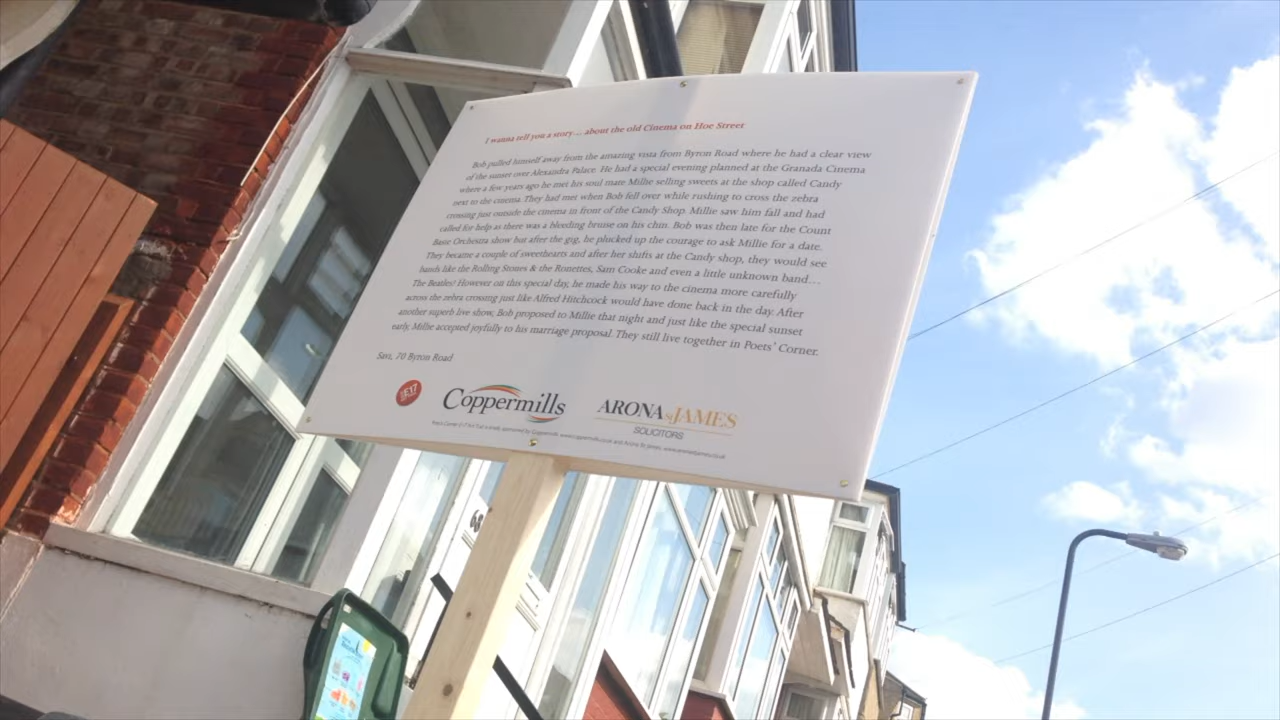 I wanna tell you a story... about the old Cinema on Hoe Street
Bob pulled himself away from the amazing vista from Byron Road where he had a clear view
of the sunset over Alexandra Palace. He had a special evening planned at the Granada Cinema
where a few years ago he met his soul mate Millie selling sweets at the shop called Candy
next to the cinema. They had met when Bob fell over while rushing to cross the zebra
crossing just outside the cinema in front of the Candy Shop. Millie saw him fall and had
called for help as there was a bleeding bruise on his chin. Bob was then late for the Count
Basie Orchestra show but after the gig, he plucked up the courage to ask Millie for a date.
They became a couple of sweethearts and after her shifts at the Candy shop, they would see
bands like the Rolling Stones & the Ronettes, Sam Cooke and even a little unknown band...
The Beatles! However on this special day, he made his way to the cinema more carefully
across the zebra crossing just like Alfred Hitchcock would have done back in the day. After
another superb live show, Bob proposed to Millie that night and just like the special sunset
early, Millie accepted joyfully to his marriage proposal. They still live together in Poets' Corner.
Savo, 70 Byron Road
Coppermills
ARONA St JAMES
SOLICITORS
68